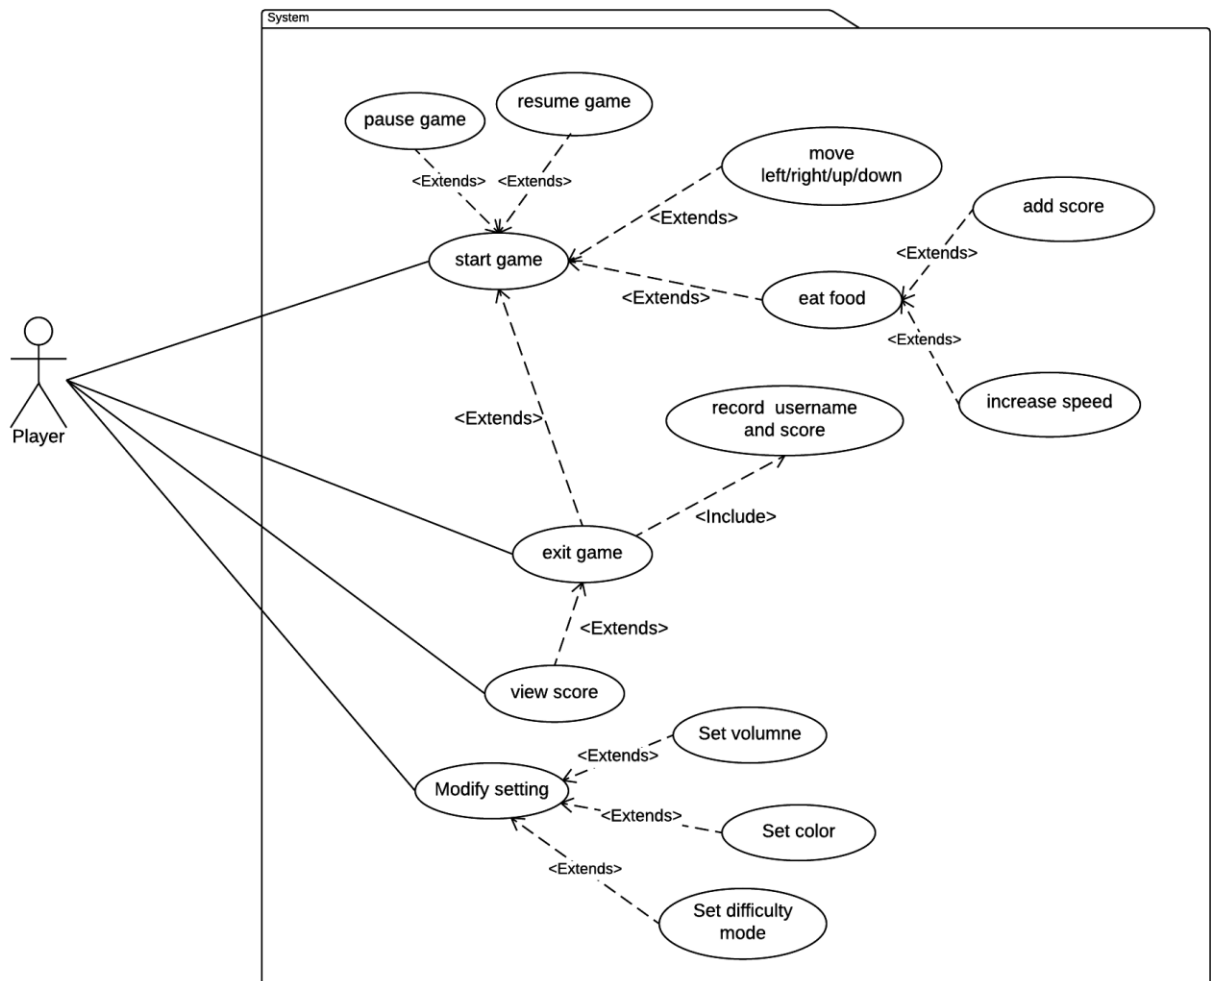 System
resume game
pause game
move
left/right/up/down
<Extends>
<Extends>
add score
<Extends>
<Extends>
start game
<Extends>
eat food
<Extends>
Player
<Extends>
record  username
and score
increase speed
<Include>
exit game
<Extends>
view score
Set volumne
<Extends>
Modify setting
<Extends>
Set color
<Extends>
Set difficulty
mode